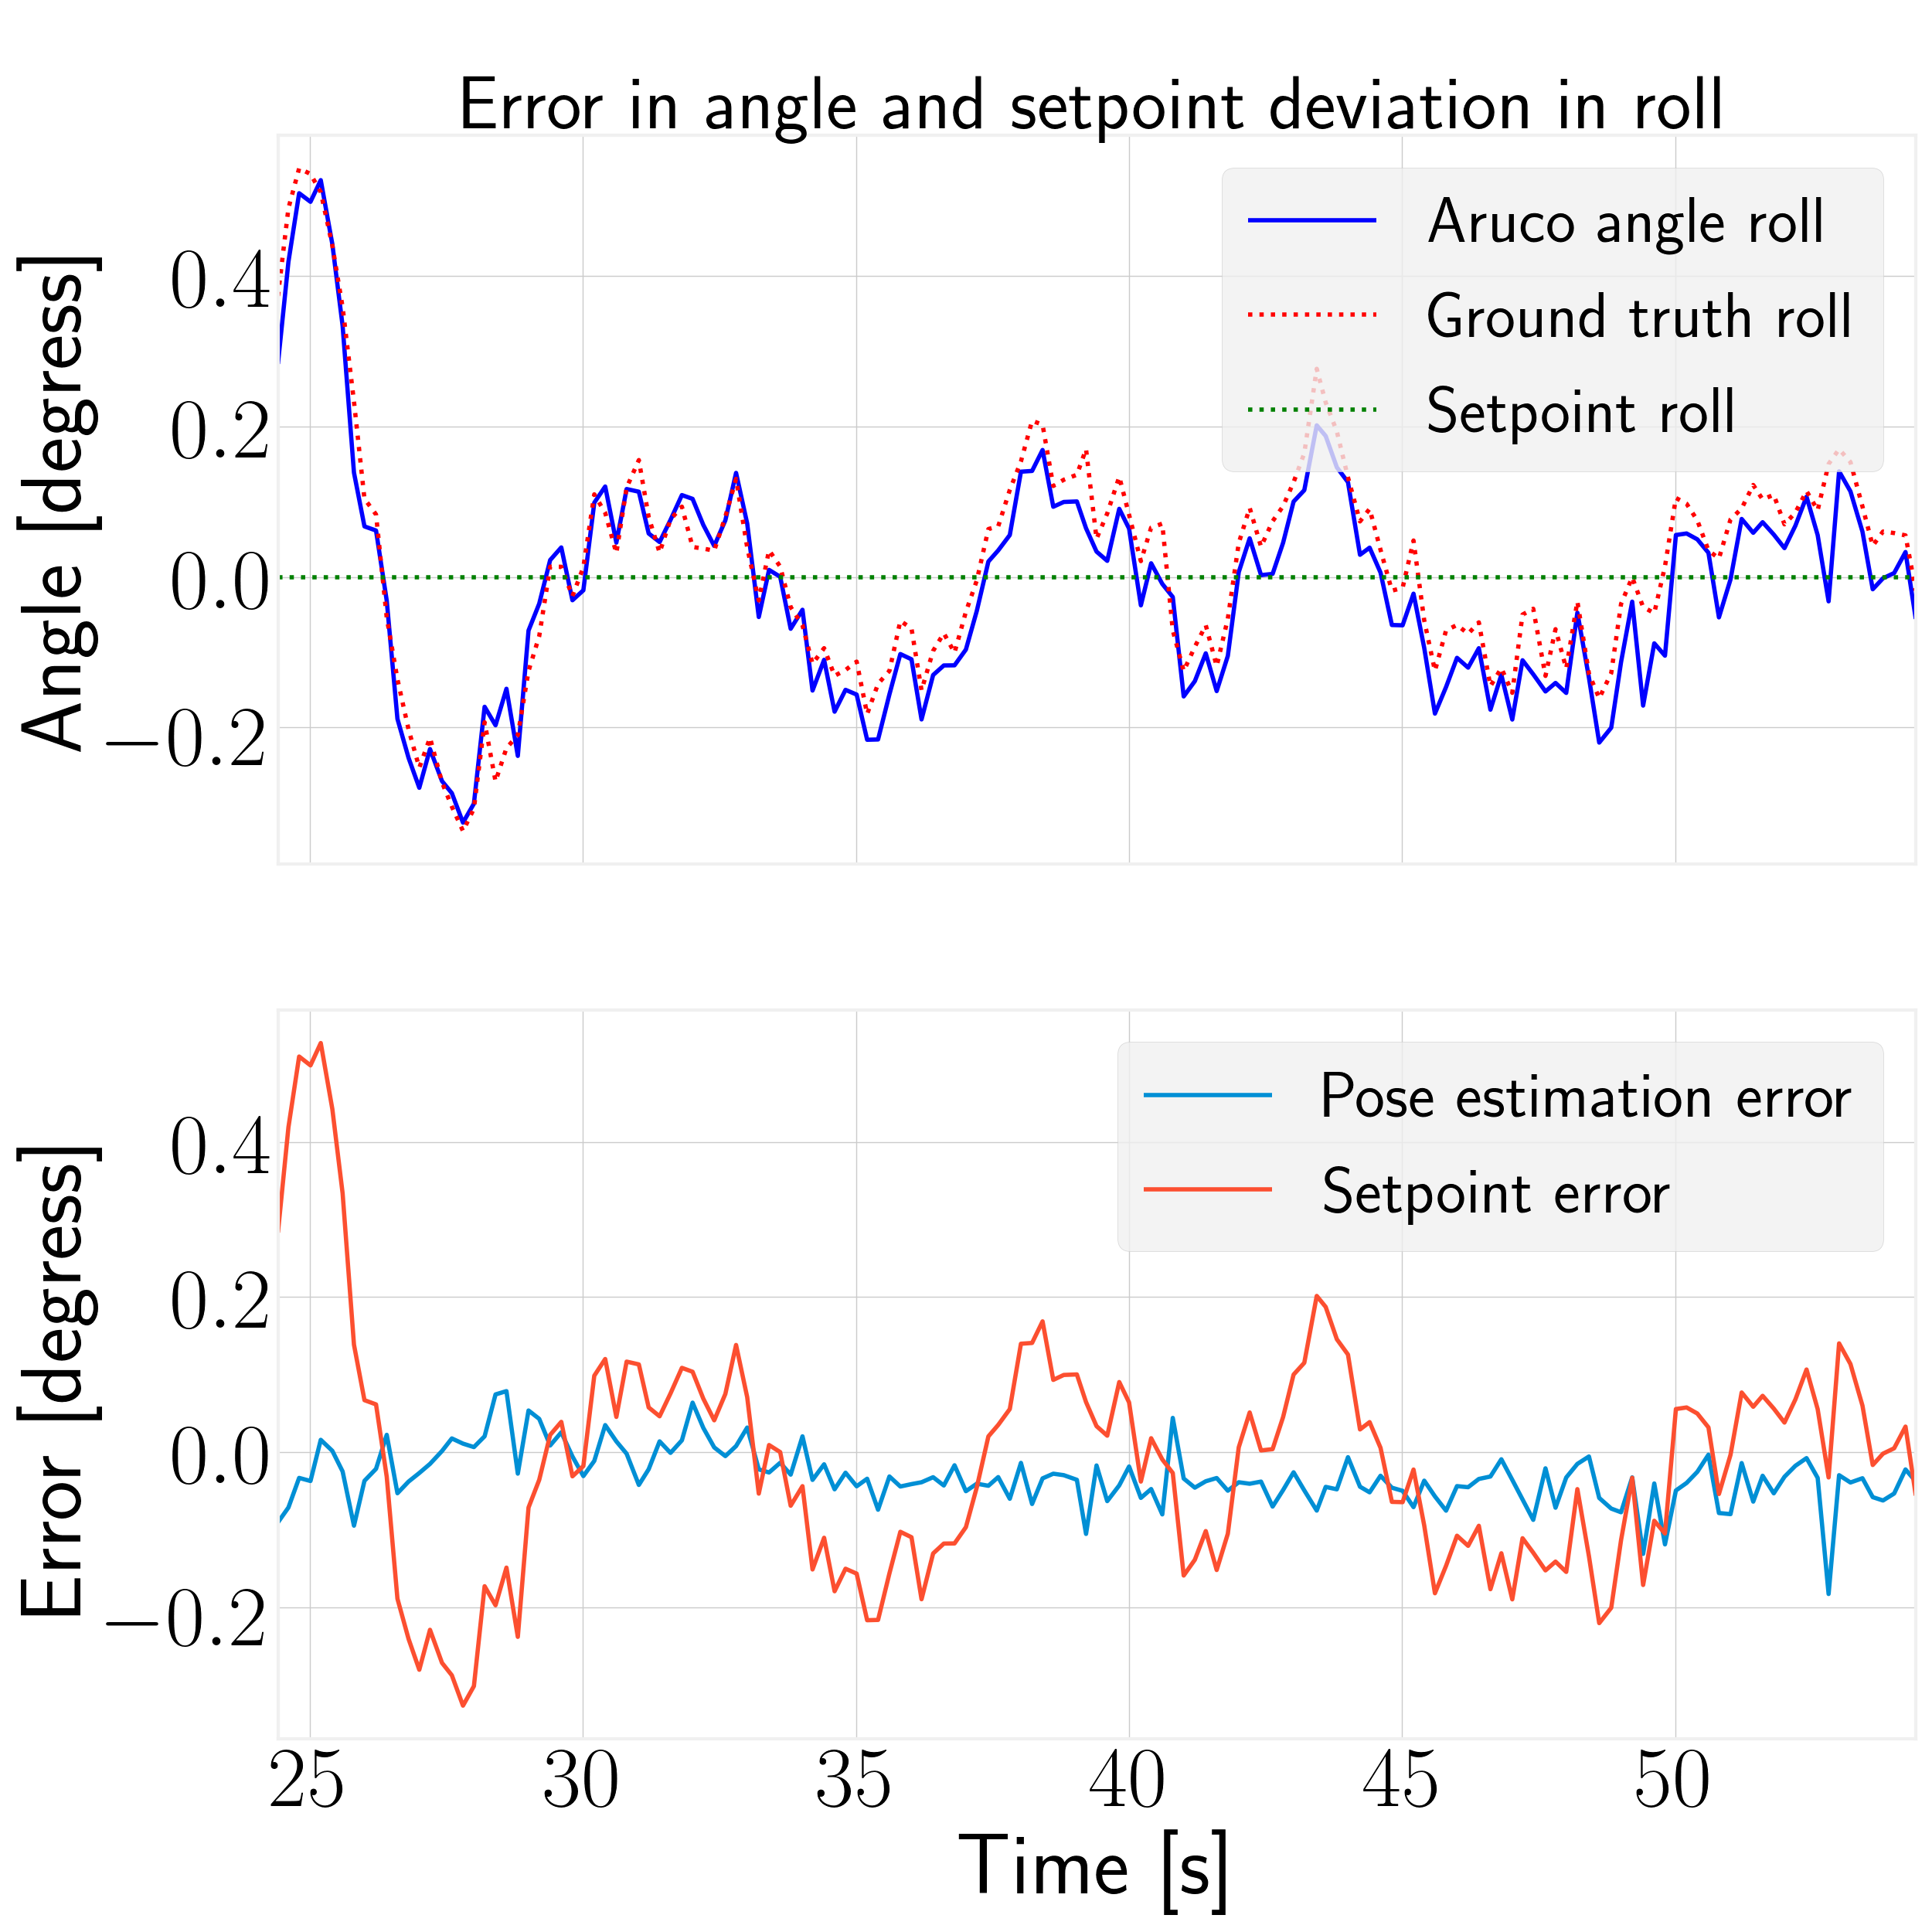 Error in angle and setpoint deviation in roll
Angle [degress]
0.4
0.2
0.0
−0.2
Aruco angle roll
Ground truth roll
Setpoint roll
Error [degress]
0.4
0.2
0.0
−0.2
Pose estimation error
Setpoint error
25 30 35 40 45 50
Time [s]